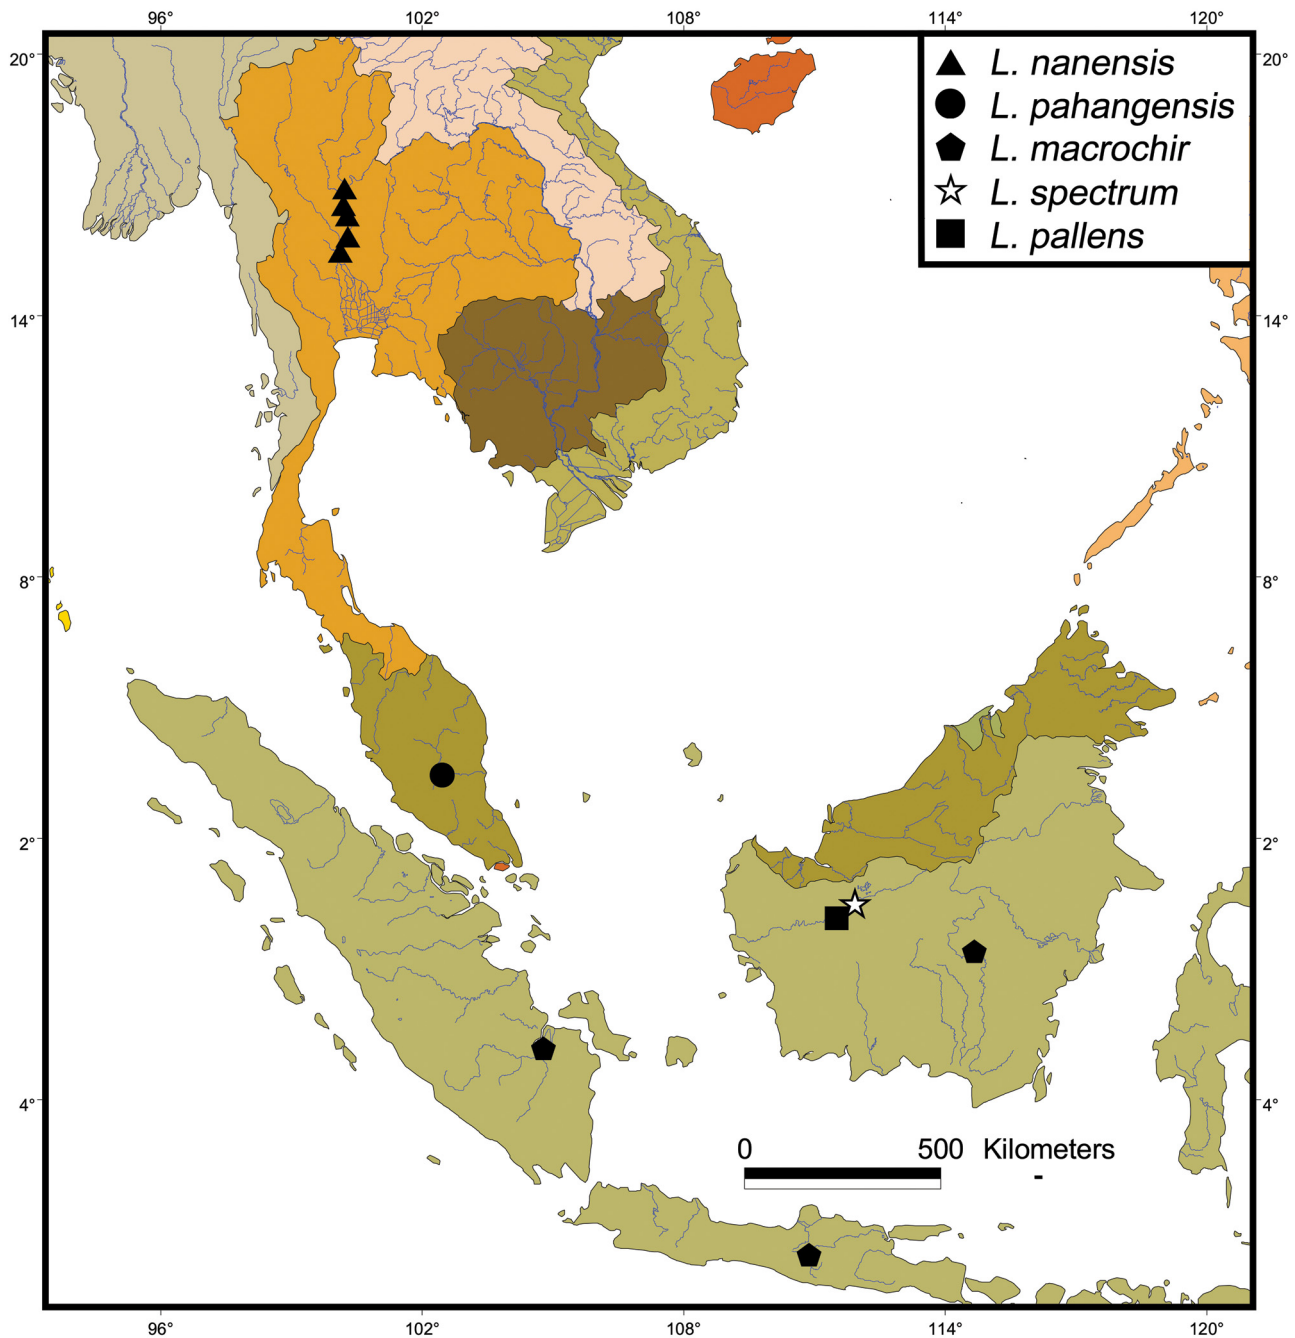 96° 102° 108° 114° 120°
20° 20°
L. nanensis
L. pahangensis
L. macrochir
L. spectrum
L. pallens
14° 14°
8° 8°
2° 2°
4° 4°
0 500 Kilometers
96° 102° 108° 114° 120°